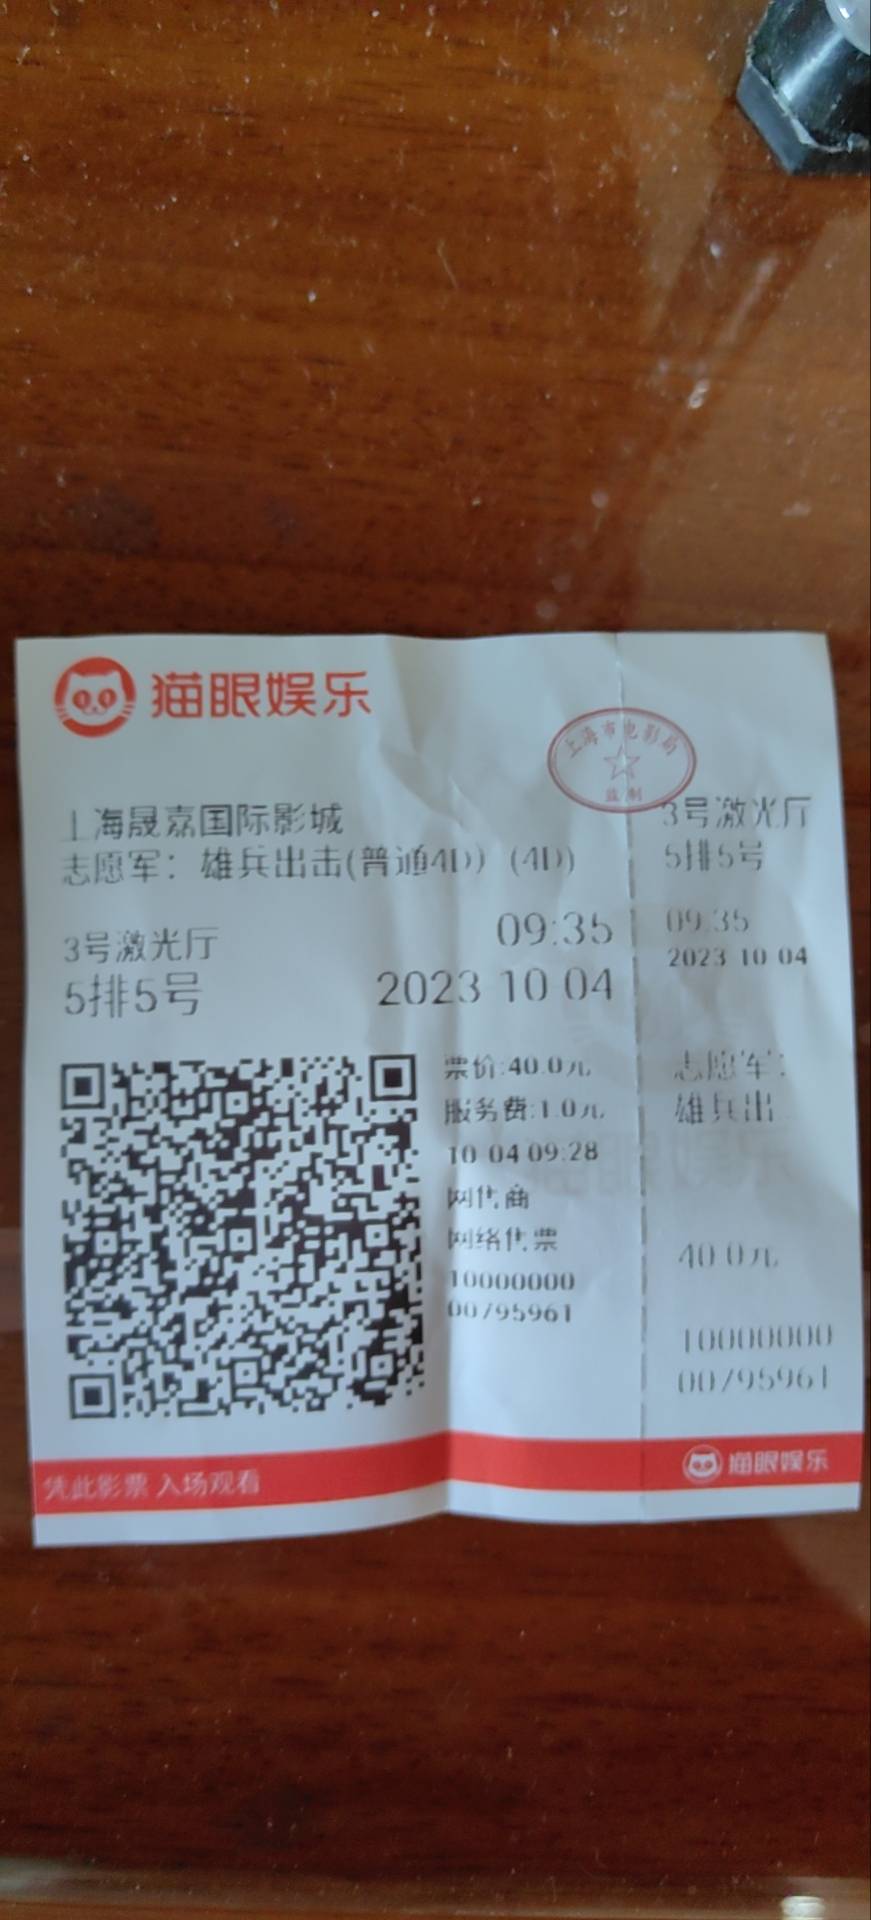 猫眼娱乐
上海市电影局
监制
上海晟嘉国际影城
志愿军：雄兵出击(普通4D) (4D)
3号激光厅
09:35
5排5号
2023 10 04
票价:40.0元
服务费:1.0元
10 04 09:28
网代商
网络代票
10000000
00795961
3号激光厅
5排5号
09:35
2023 10 04
志愿军：
雄兵出
40.0元
10000000
00795961
凭此影票 入场观看
猫眼娱乐